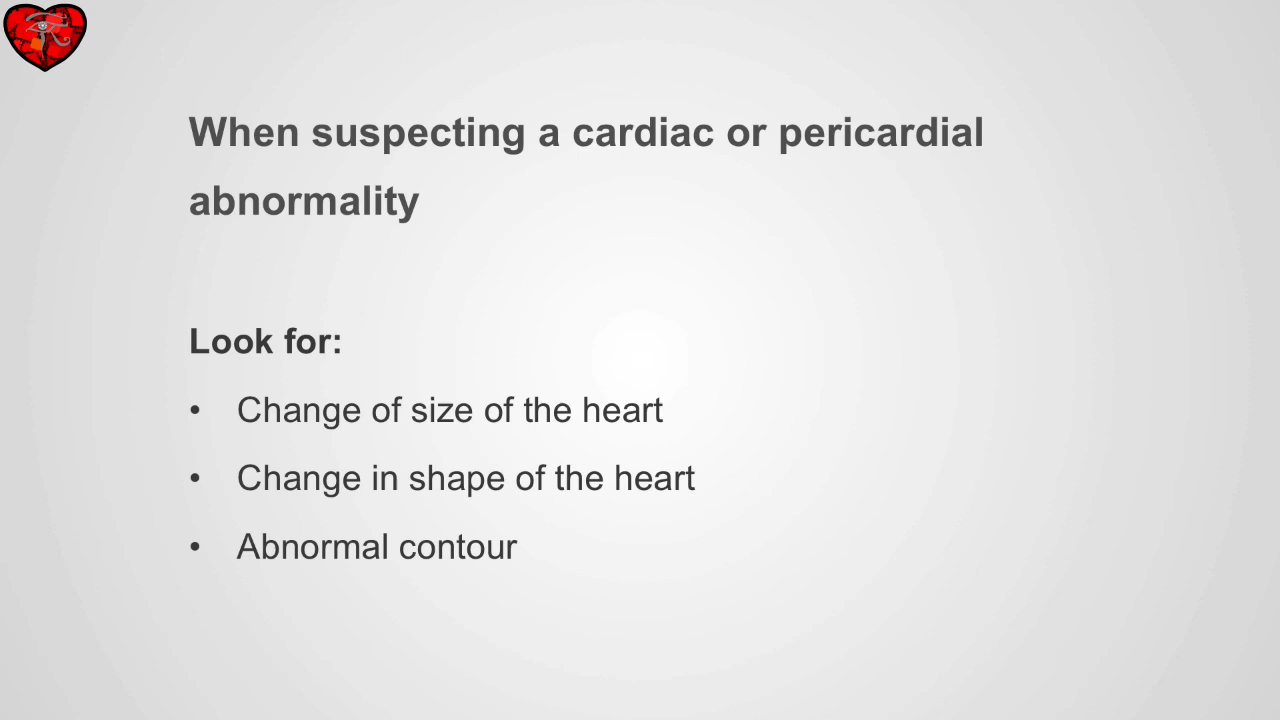 When suspecting a cardiac or pericardial
abnormality
Look for:
• Change of size of the heart
• Change in shape of the heart
• Abnormal contour